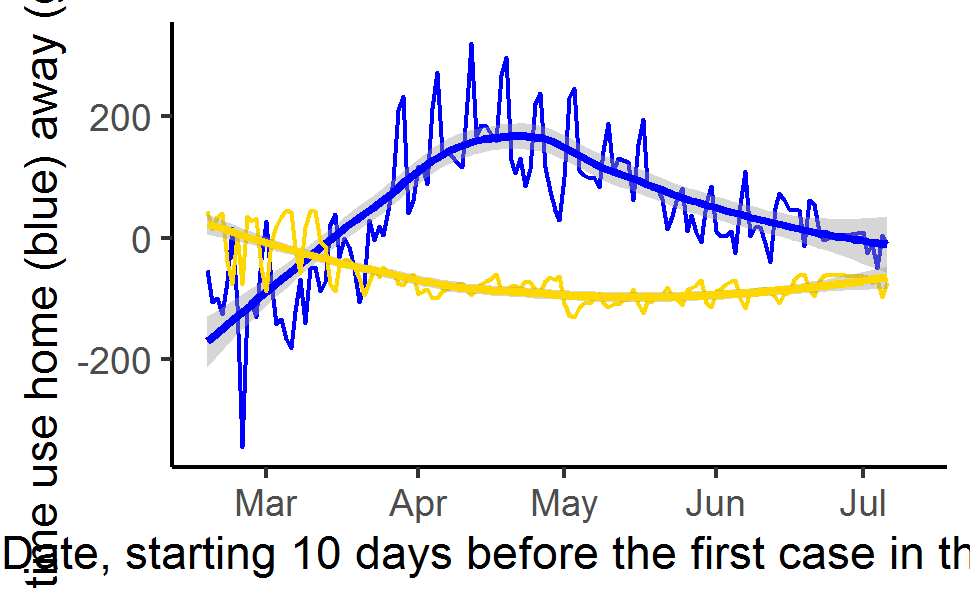 time use home (blue) away (
200
0
-200
Mar Apr May Jun Jul
Date, starting 10 days before the first case in th